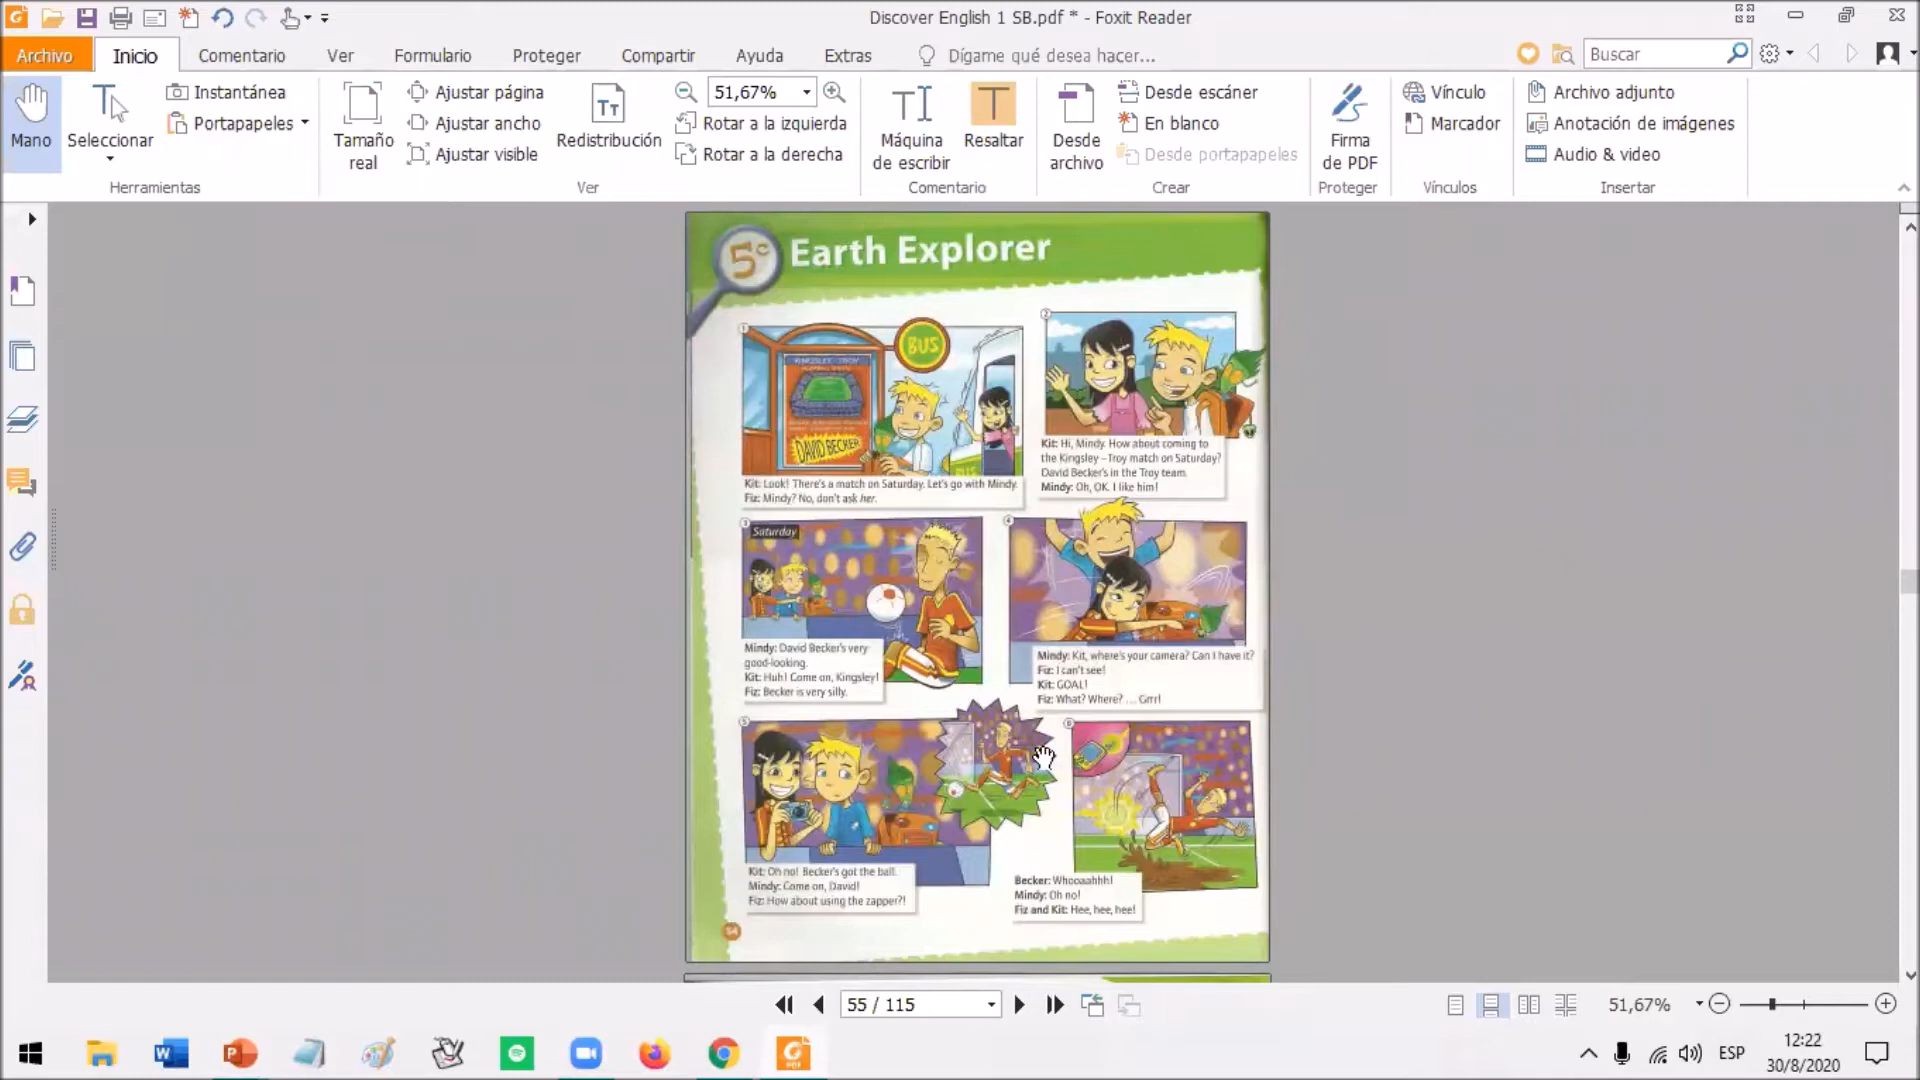 Discover English 1 SB.pdf * - Foxit Reader
Archivo
Inicio
Comentario
Ver
Formulario
Proteger
Compartir
Ayuda
Extras
Dígame qué desea hacer...
Buscar
Mano
Seleccionar
Instantánea
Portapapeles
Herramientas
Tamaño
real
Ajustar página
Ajustar ancho
Ajustar visible
Redistribución
51,67%
Rotar a la izquierda
Rotar a la derecha
Ver
Máquina
de escribir
Resaltar
Comentario
Desde
archivo
Desde escáner
En blanco
Desde portapapeles
Crear
Firma
de PDF
Proteger
Vínculo
Marcador
Vínculos
Archivo adjunto
Anotación de imágenes
Audio & video
Insertar
5c Earth Explorer
1
BUS
DAVID BECKER
BUS
Kit: Look! There's a match on Saturday. Let's go with Mindy.
Fiz: Mindy? No, don't ask her.
2
Kit: Hi, Mindy. How about coming to
the Kingsley – Troy match on Saturday?
David Becker's in the Troy team.
Mindy: Oh, OK. I like him!
3
Saturday
Mindy: David Becker's very
good-looking.
Kit: Huh! Come on, Kingsley!
Fiz: Becker is very silly.
4
Mindy: Kit, where's your camera? Can I have it?
Fiz: I can't see!
Kit: GOAL!
Fiz: What? Where? ... Grrr!
5
Kit: Oh no! Becker's got the ball.
Mindy: Come on, David!
Fiz: How about using the zapper?!
6
Becker: Whooaahhh!
Mindy: Oh no!
Fiz and Kit: Hee, hee, hee!
54
55 / 115
51,67%
ESP
12:22
30/8/2020